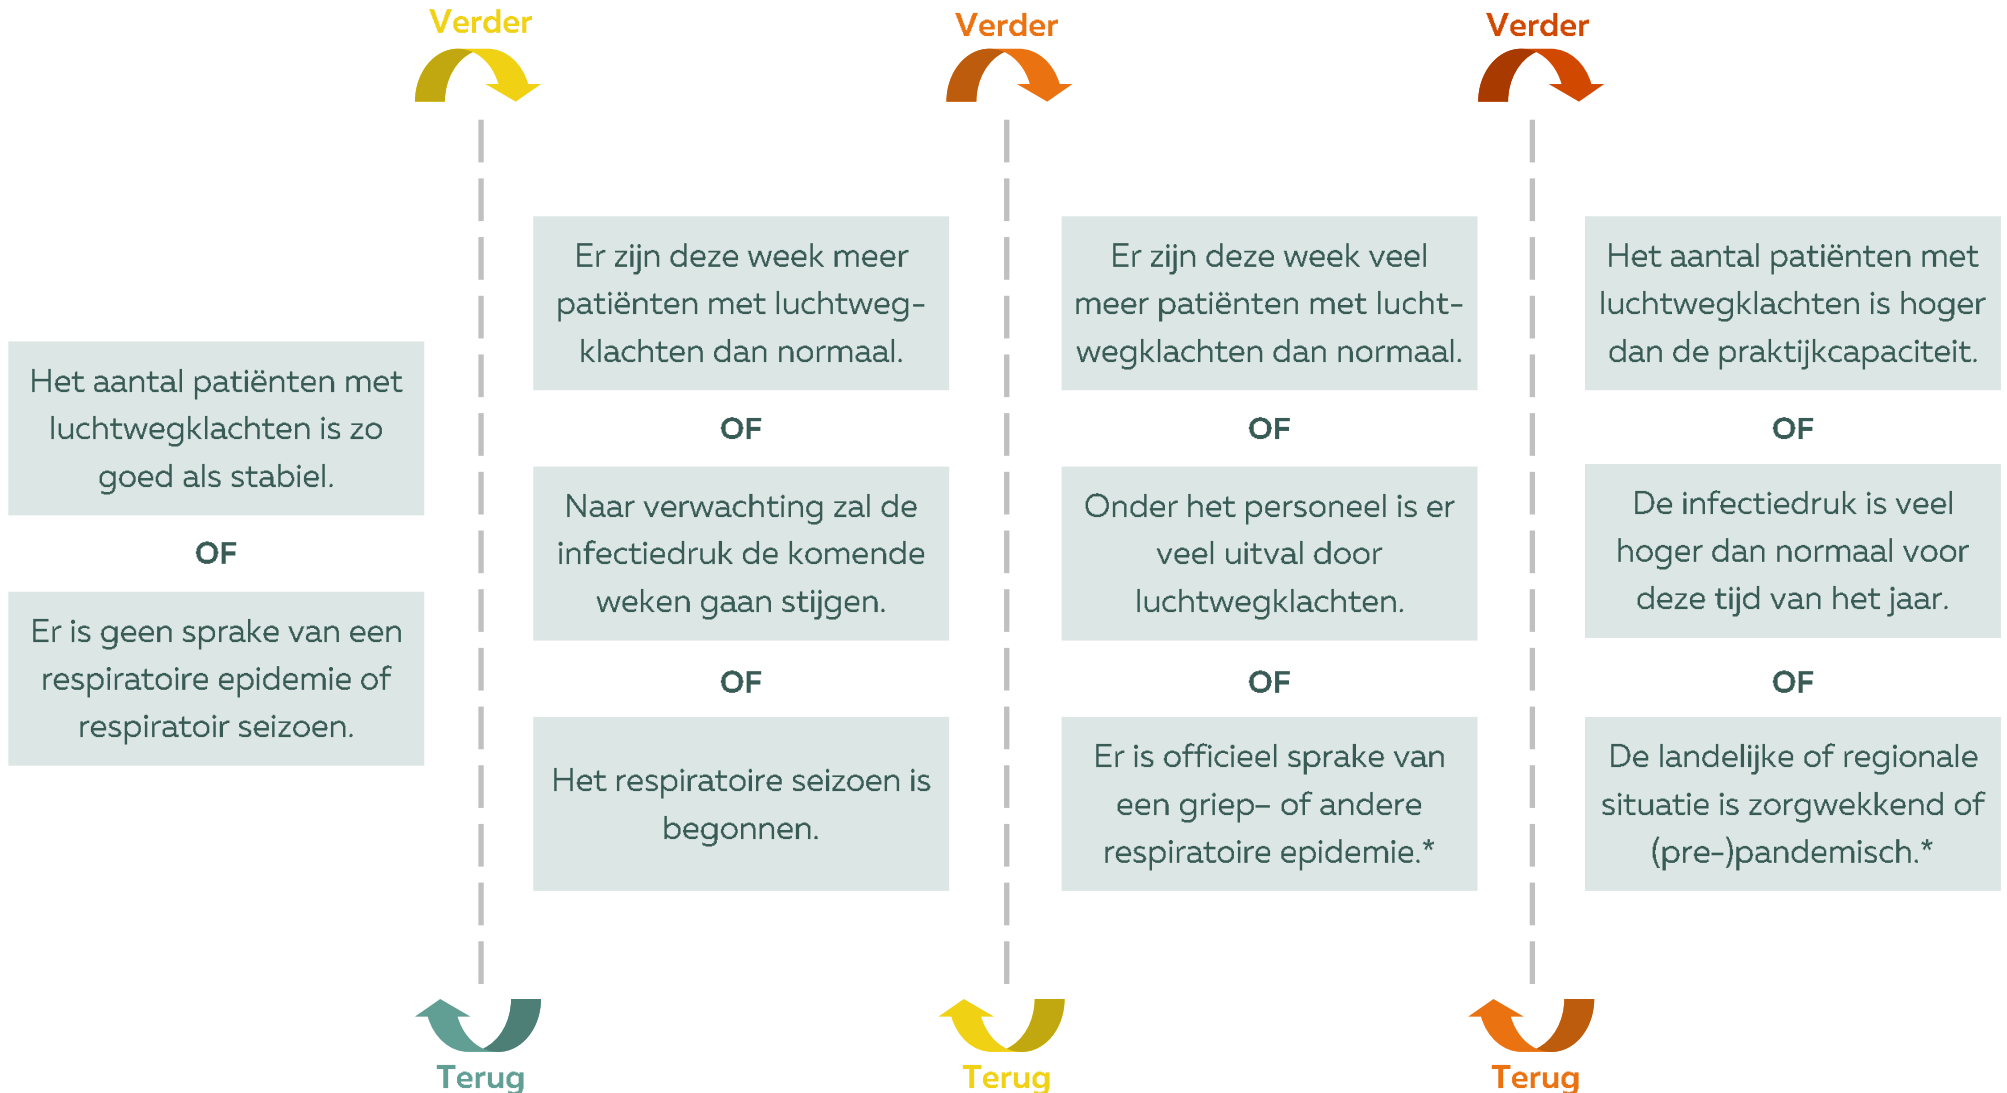 Verder
Verder
Verder
Het aantal patiënten met
luchtwegklachten is zo
goed als stabiel.
OF
Er is geen sprake van een
respiratoire epidemie of
respiratoir seizoen.
Er zijn deze week meer
patiënten met luchtweg-
klachten dan normaal.
OF
Naar verwachting zal de
infectiedruk de komende
weken gaan stijgen.
OF
Het respiratoire seizoen is
begonnen.
Er zijn deze week veel
meer patiënten met lucht-
wegklachten dan normaal.
OF
Onder het personeel is er
veel uitval door
luchtwegklachten.
OF
Er is officieel sprake van
een griep– of andere
respiratoire epidemie.*
Het aantal patiënten met
luchtwegklachten is hoger
dan de praktijkcapaciteit.
OF
De infectiedruk is veel
hoger dan normaal voor
deze tijd van het jaar.
OF
De landelijke of regionale
situatie is zorgwekkend of
(pre-)pandemisch.*
Terug
Terug
Terug